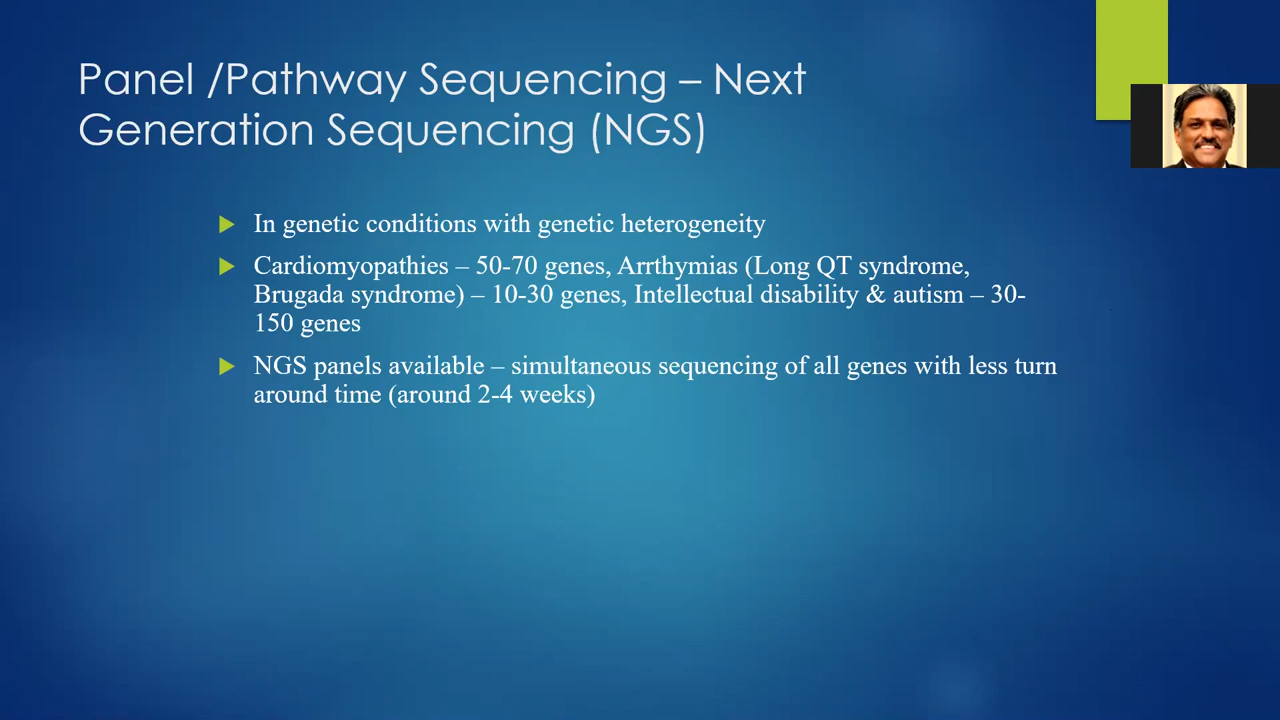 Panel /Pathway Sequencing – Next
Generation Sequencing (NGS)
In genetic conditions with genetic heterogeneity
Cardiomyopathies – 50-70 genes, Arrthymias (Long QT syndrome,
Brugada syndrome) – 10-30 genes, Intellectual disability & autism – 30-
150 genes
NGS panels available – simultaneous sequencing of all genes with less turn
around time (around 2-4 weeks)